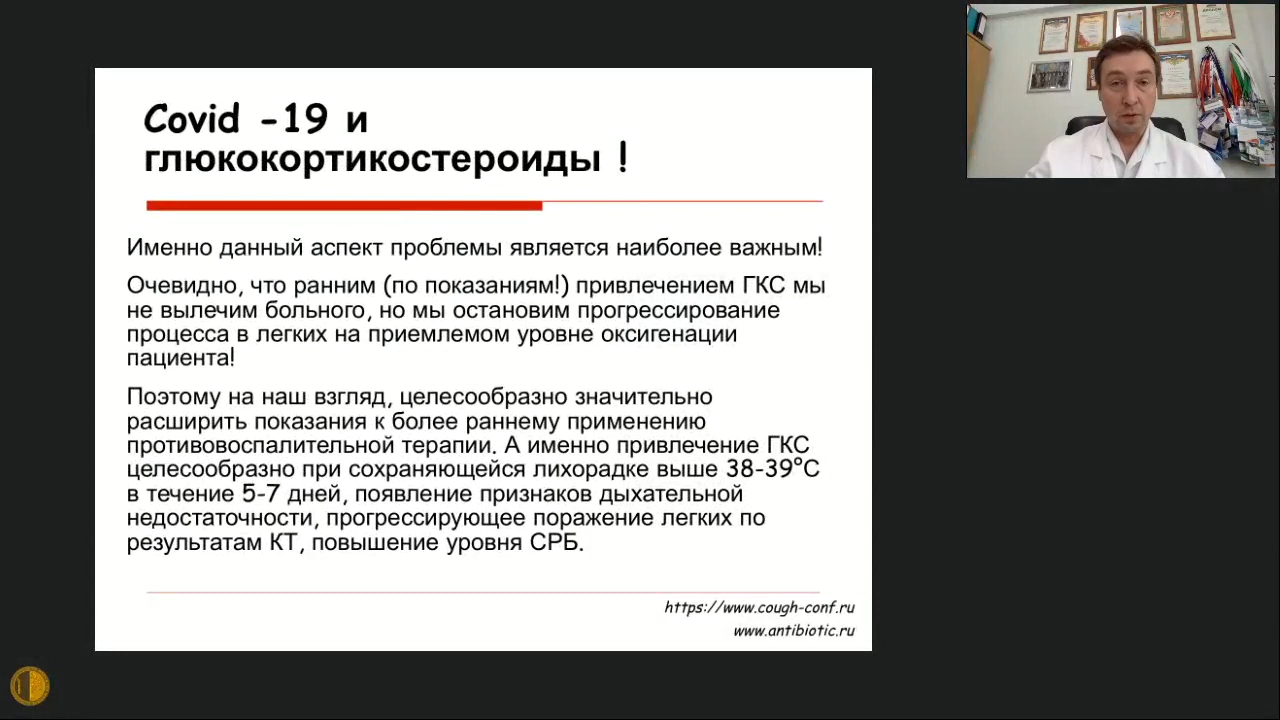 Covid -19 и
глюкокортикостероиды !
Именно данный аспект проблемы является наиболее важным!
Очевидно, что ранним (по показаниям!) привлечением ГКС мы
не вылечим больного, но мы остановим прогрессирование
процесса в легких на приемлемом уровне оксигенации
пациента!
Поэтому на наш взгляд, целесообразно значительно
расширить показания к более раннему применению
противовоспалительной терапии. А именно привлечение ГКС
целесообразно при сохраняющейся лихорадке выше 38-39°С
в течение 5-7 дней, появление признаков дыхательной
недостаточности, прогрессирующее поражение легких по
результатам КТ, повышение уровня СРБ.
https://www.cough-conf.ru
www.antibiotic.ru